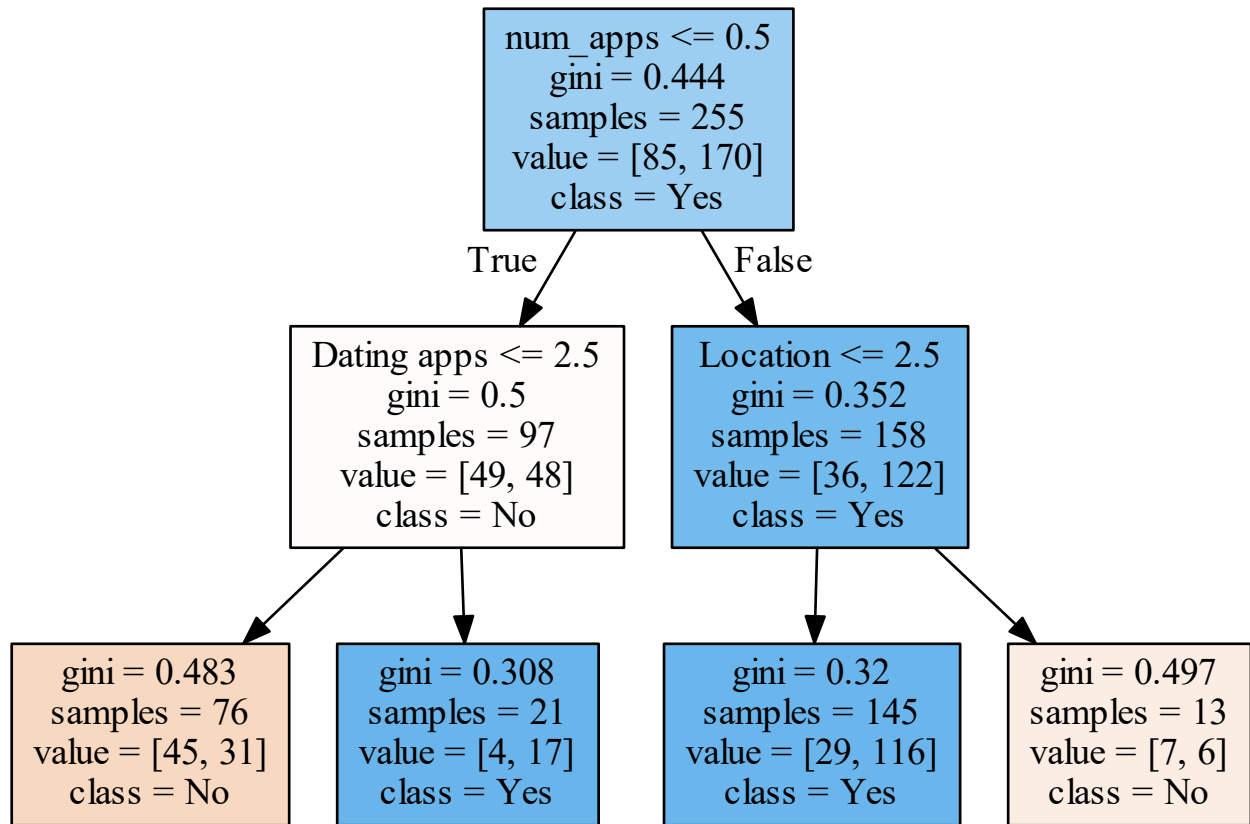 num_apps <= 0.5
gini = 0.444
samples = 255
value = [85, 170]
class = Yes
True
False
Dating apps <= 2.5
gini = 0.5
samples = 97
value = [49, 48]
class = No
Location <= 2.5
gini = 0.352
samples = 158
value = [36, 122]
class = Yes
gini = 0.483
samples = 76
value = [45, 31]
class = No
gini = 0.308
samples = 21
value = [4, 17]
class = Yes
gini = 0.32
samples = 145
value = [29, 116]
class = Yes
gini = 0.497
samples = 13
value = [7, 6]
class = No